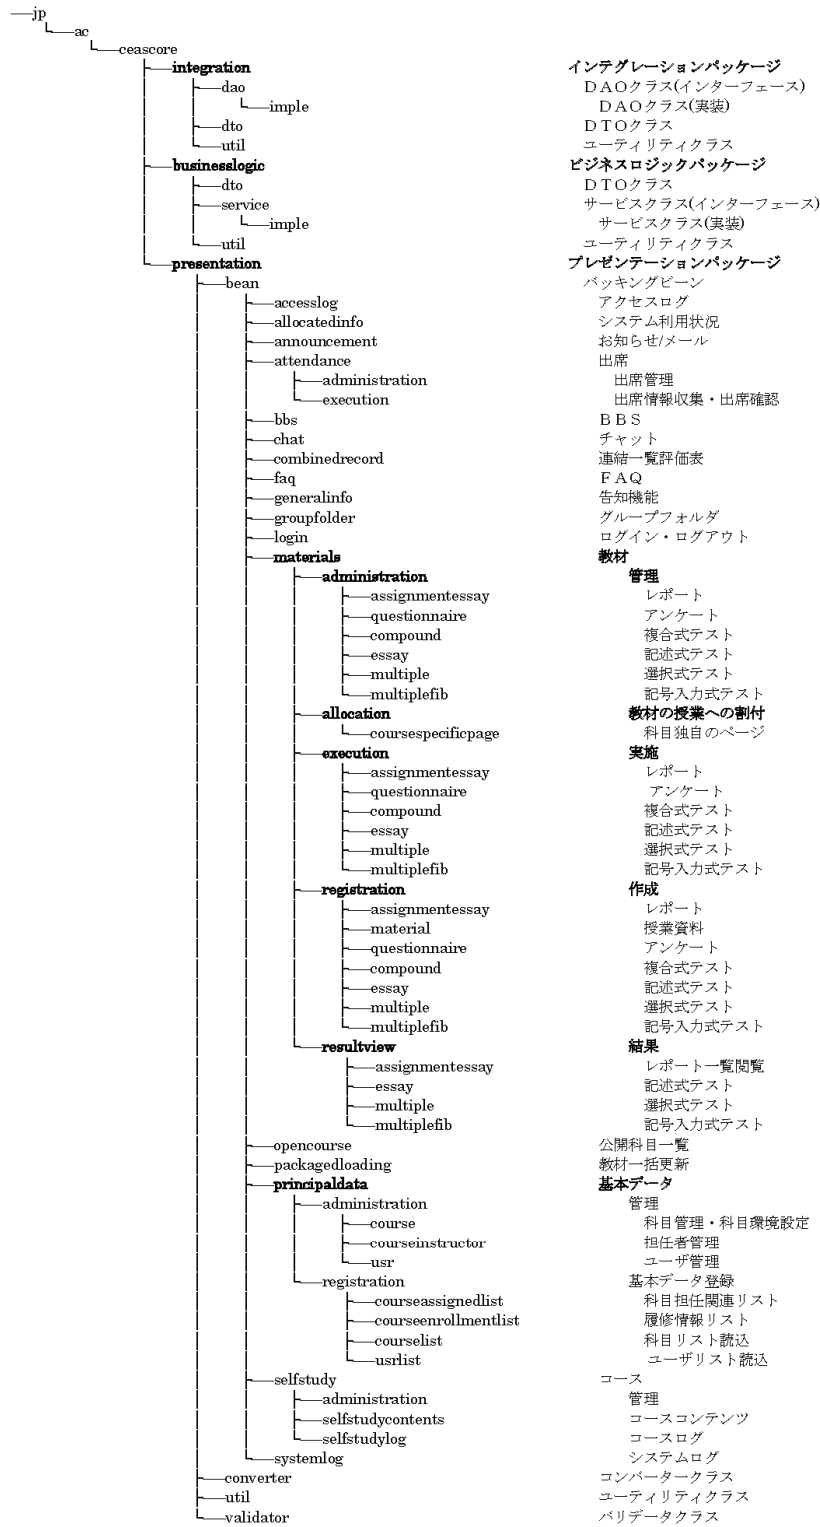 jp
ac
ceascore
integration インテグレーションパッケージ
dao ＤＡＯクラス(インターフェース)
imple ＤＡＯクラス(実装)
dto ＤＴＯクラス
util ユーティリティクラス
businesslogic ビジネスロジックパッケージ
dto ＤＴＯクラス
service サービスクラス(インターフェース)
imple サービスクラス(実装)
util ユーティリティクラス
presentation プレゼンテーションパッケージ
bean バッキングビーン
accesslog アクセスログ
allocatedinfo システム利用状況
announcement お知らせ/メール
attendance 出席
administration 出席管理
execution 出席情報収集・出席確認
bbs ＢＢＳ
chat チャット
combinedrecord 連結一覧評価表
faq ＦＡＱ
generalinfo 告知機能
groupfolder グループフォルダ
login ログイン・ログアウト
materials 教材
administration 管理
assignmentessay レポート
questionnaire アンケート
compound 複合式テスト
essay 記述式テスト
multiple 選択式テスト
multiplefib 記号入力式テスト
allocation 教材の授業への割付
coursespecificpage 科目独自のページ
execution 実施
assignmentessay レポート
questionnaire アンケート
compound 複合式テスト
essay 記述式テスト
multiple 選択式テスト
multiplefib 記号入力式テスト
registration 作成
assignmentessay レポート
material 授業資料
questionnaire アンケート
compound 複合式テスト
essay 記述式テスト
multiple 選択式テスト
multiplefib 記号入力式テスト
resultview 結果
assignmentessay レポート一覧閲覧
essay 記述式テスト
multiple 選択式テスト
multiplefib 記号入力式テスト
opencourse 公開科目一覧
packagedloading 教材一括更新
principaldata 基本データ
administration 管理
course 科目管理・科目環境設定
courseinstructor 担任者管理
usr ユーザ管理
registration 基本データ登録
courseassignedlist 科目担任関連リスト
courseenrollmentlist 履修情報リスト
courselist 科目リスト読込
usrlist ユーザリスト読込
selfstudy コース
administration 管理
selfstudycontents コースコンテンツ
selfstudylog コースログ
systemlog システムログ
converter コンバータークラス
util ユーティリティクラス
validator バリデータクラス